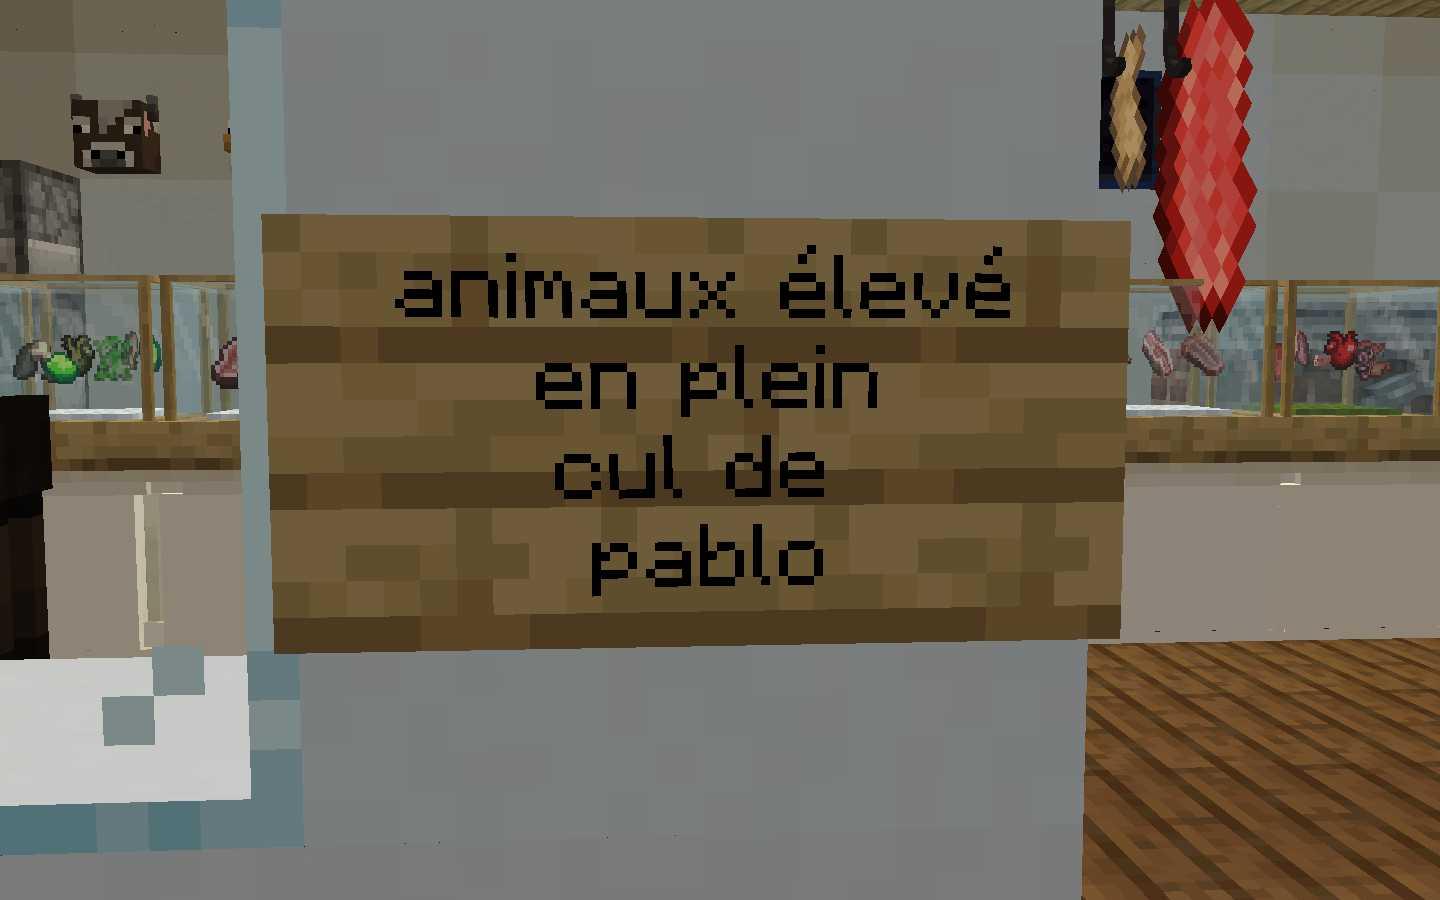 animaux élevé
en plein
cul de
pablo